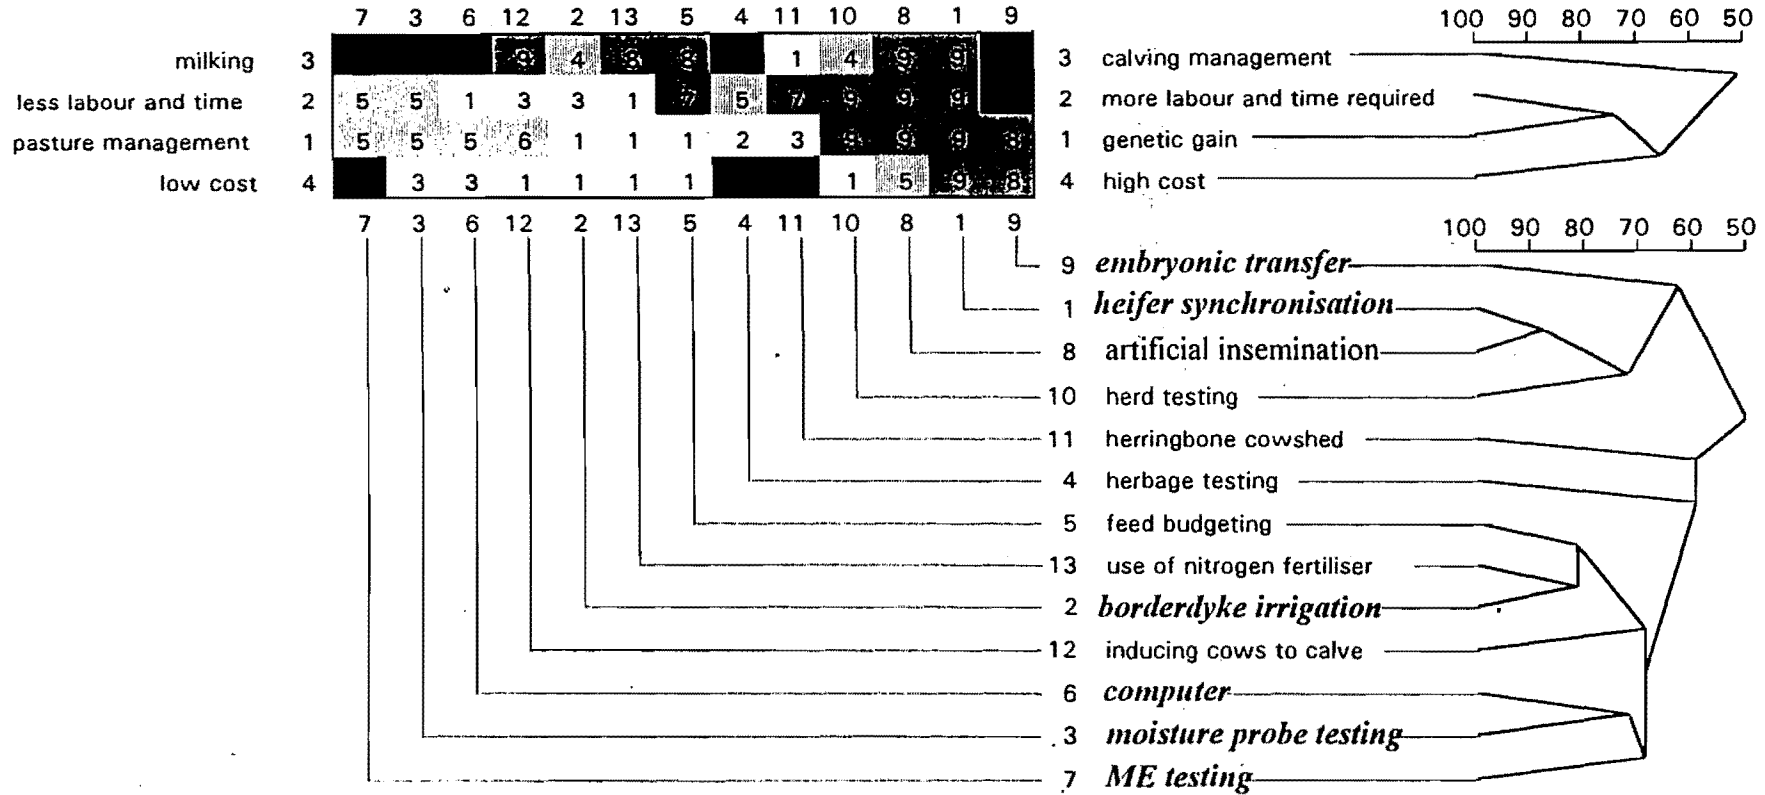 7 3 6 12 2 13 5 4 11 10 8 1 9
100 90 80 70 60 50
milking 3 9 4 8 8 1 4 9 9 3 calving management
less labour and time 2 5 5 1 3 3 1 7 5 7 9 9 9 2 more labour and time required
pasture management 1 5 5 5 6 1 1 1 2 3 9 9 9 8 1 genetic gain
low cost 4 3 3 1 1 1 1 1 5 9 8 4 high cost
7 3 6 12 2 13 5 4 11 10 8 1 9
100 90 80 70 60 50
9 embryonic transfer
1 heifer synchronisation
8 artificial insemination
10 herd testing
11 herringbone cowshed
4 herbage testing
5 feed budgeting
13 use of nitrogen fertiliser
2 borderdyke irrigation
12 inducing cows to calve
6 computer
3 moisture probe testing
7 ME testing